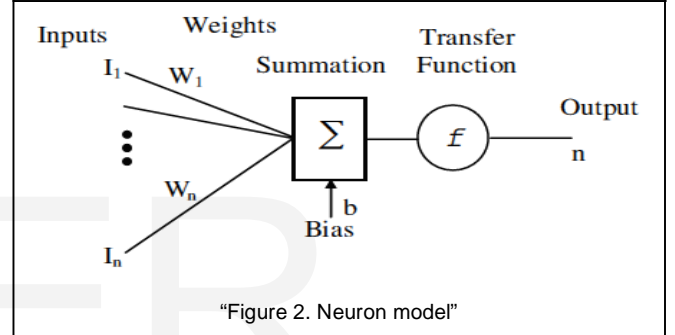 Inputs
Weights
Transfer
Function
Summation
I₁
W₁
Output
Σ
f
n
Wₙ
b
Bias
Iₙ
“Figure 2. Neuron model”